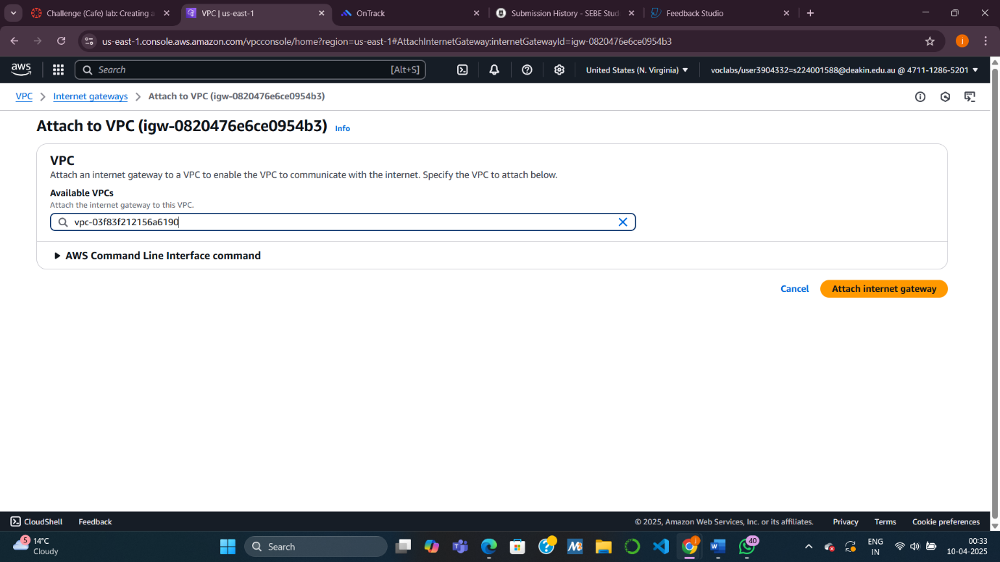 Challenge (Cafe) lab: Creating a
VPC | us-east-1
OnTrack
Submission History - SEBE Stud
Feedback Studio
us-east-1.console.aws.amazon.com/vpcconsole/home?region=us-east-1#AttachInternetGateway:internetGatewayId=igw-0820476e6ce0954b3
j
aws
Search
[Alt+S]
United States (N. Virginia)
voclabs/user3904332=s224001588@deakin.edu.au @ 4711-1286-5201
VPC
Internet gateways
Attach to VPC (igw-0820476e6ce0954b3)
Attach to VPC (igw-0820476e6ce0954b3) Info
VPC
Attach an internet gateway to a VPC to enable the VPC to communicate with the internet. Specify the VPC to attach below.
Available VPCs
Attach the internet gateway to this VPC.
vpc-03f83f212156a6190
AWS Command Line Interface command
Cancel
Attach internet gateway
CloudShell
Feedback
© 2025, Amazon Web Services, Inc. or its affiliates.
Privacy
Terms
Cookie preferences
5
14°C
Cloudy
Search
40
ENG
IN
00:33
10-04-2025